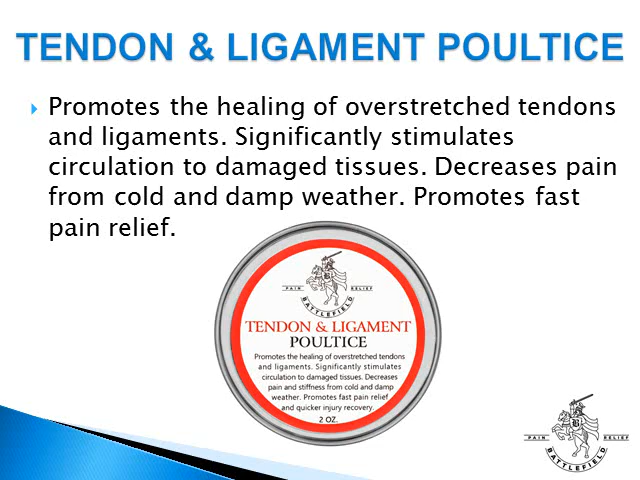 TENDON & LIGAMENT POULTICE
Promotes the healing of overstretched tendons
and ligaments. Significantly stimulates
circulation to damaged tissues. Decreases pain
from cold and damp weather. Promotes fast
pain relief.
PAIN RELIEF
BATTLEFIELD
TENDON & LIGAMENT
POULTICE
Promotes the healing of overstretched tendons
and ligaments. Significantly stimulates
circulation to damaged tissues. Decreases
pain and stiffness from cold and damp
weather. Promotes fast pain relief
and quicker injury recovery.
2 OZ.
PAIN RELIEF
BATTLEFIELD